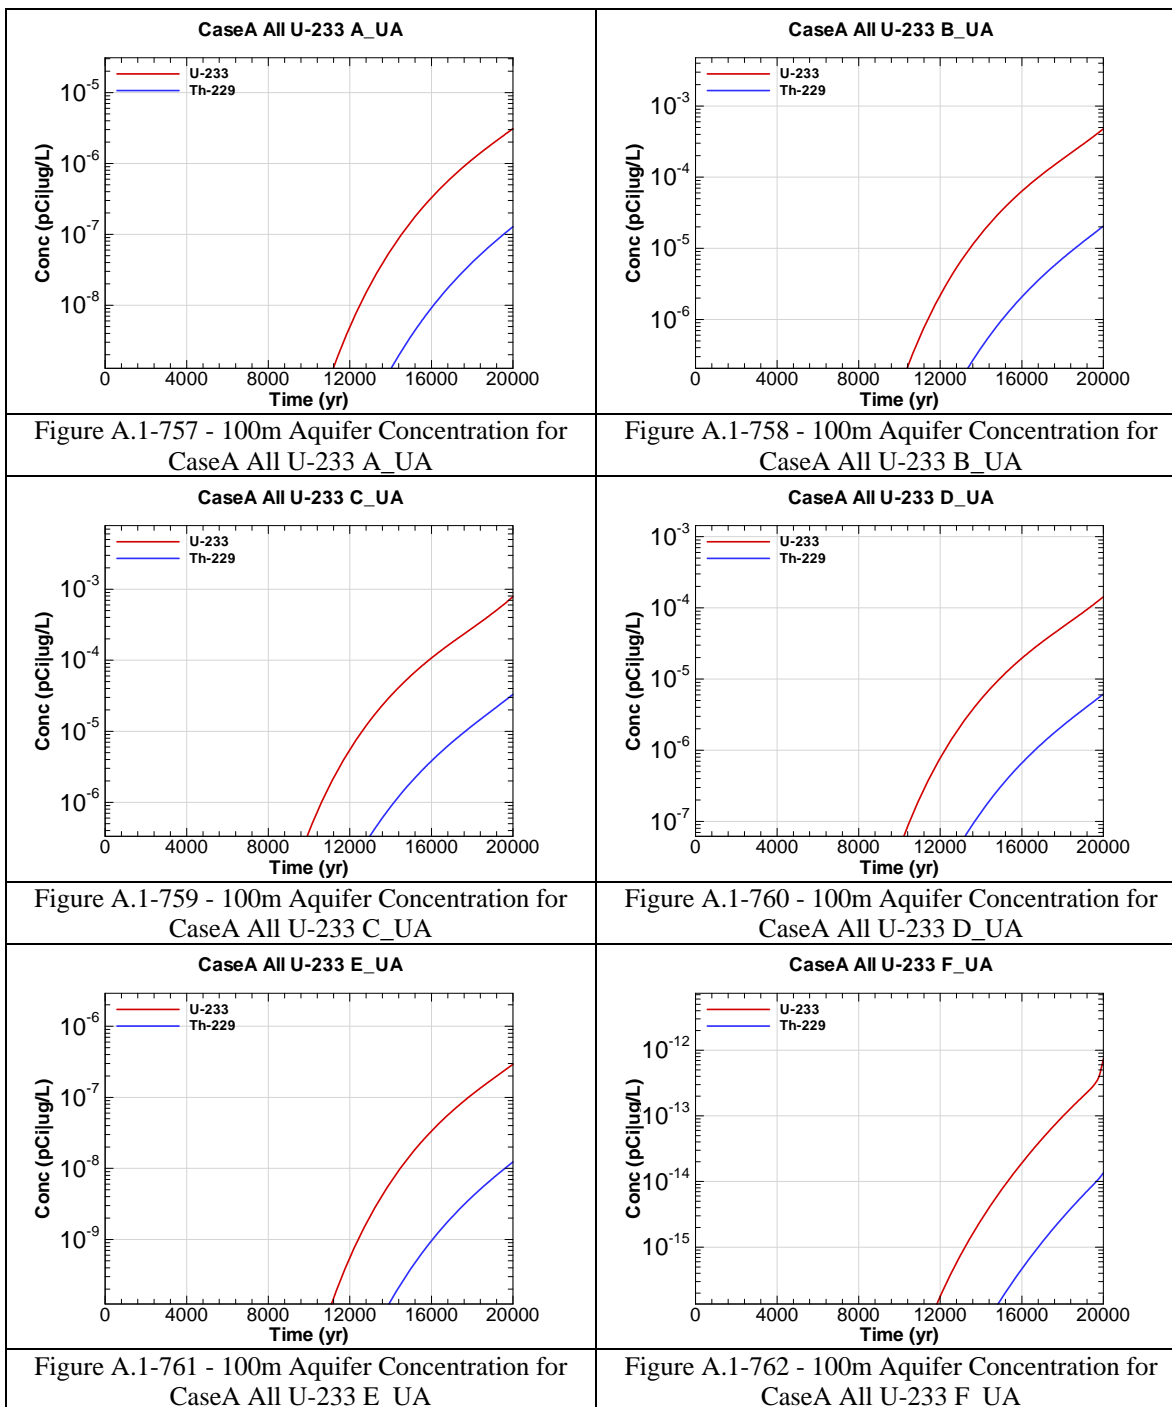 CaseA All U-233 A_UA
U-233
Th-229
10-5
10-6
10-7
10-8
Conc (pCi|ug/L)
0 4000 8000 12000 16000 20000
Time (yr)
Figure A.1-757 - 100m Aquifer Concentration for
CaseA All U-233 A_UA
CaseA All U-233 B_UA
U-233
Th-229
10-3
10-4
10-5
10-6
Conc (pCi|ug/L)
0 4000 8000 12000 16000 20000
Time (yr)
Figure A.1-758 - 100m Aquifer Concentration for
CaseA All U-233 B_UA
CaseA All U-233 C_UA
U-233
Th-229
10-3
10-4
10-5
10-6
Conc (pCi|ug/L)
0 4000 8000 12000 16000 20000
Time (yr)
Figure A.1-759 - 100m Aquifer Concentration for
CaseA All U-233 C_UA
CaseA All U-233 D_UA
U-233
Th-229
10-3
10-4
10-5
10-6
10-7
Conc (pCi|ug/L)
0 4000 8000 12000 16000 20000
Time (yr)
Figure A.1-760 - 100m Aquifer Concentration for
CaseA All U-233 D_UA
CaseA All U-233 E_UA
U-233
Th-229
10-6
10-7
10-8
10-9
Conc (pCi|ug/L)
0 4000 8000 12000 16000 20000
Time (yr)
Figure A.1-761 - 100m Aquifer Concentration for
CaseA All U-233 E_UA
CaseA All U-233 F_UA
U-233
Th-229
10-12
10-13
10-14
10-15
Conc (pCi|ug/L)
0 4000 8000 12000 16000 20000
Time (yr)
Figure A.1-762 - 100m Aquifer Concentration for
CaseA All U-233 F_UA